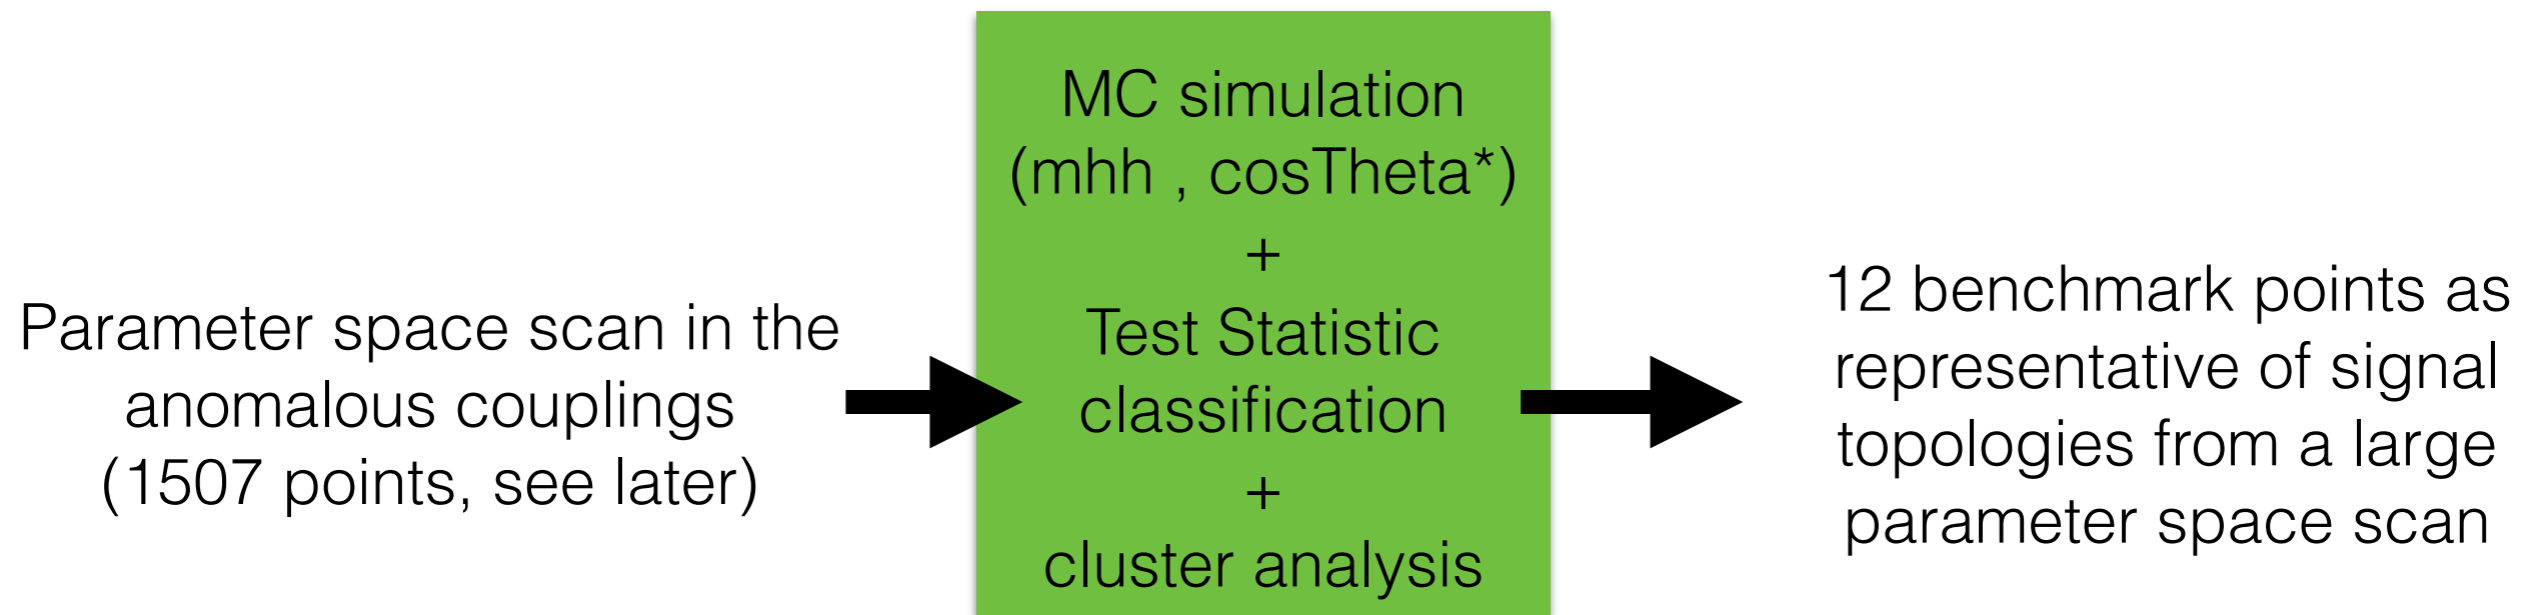 Parameter space scan in the
anomalous couplings
(1507 points, see later)
MC simulation
(mhh , cosTheta*)
+
Test Statistic
classification
+
cluster analysis
12 benchmark points as
representative of signal
topologies from a large
parameter space scan